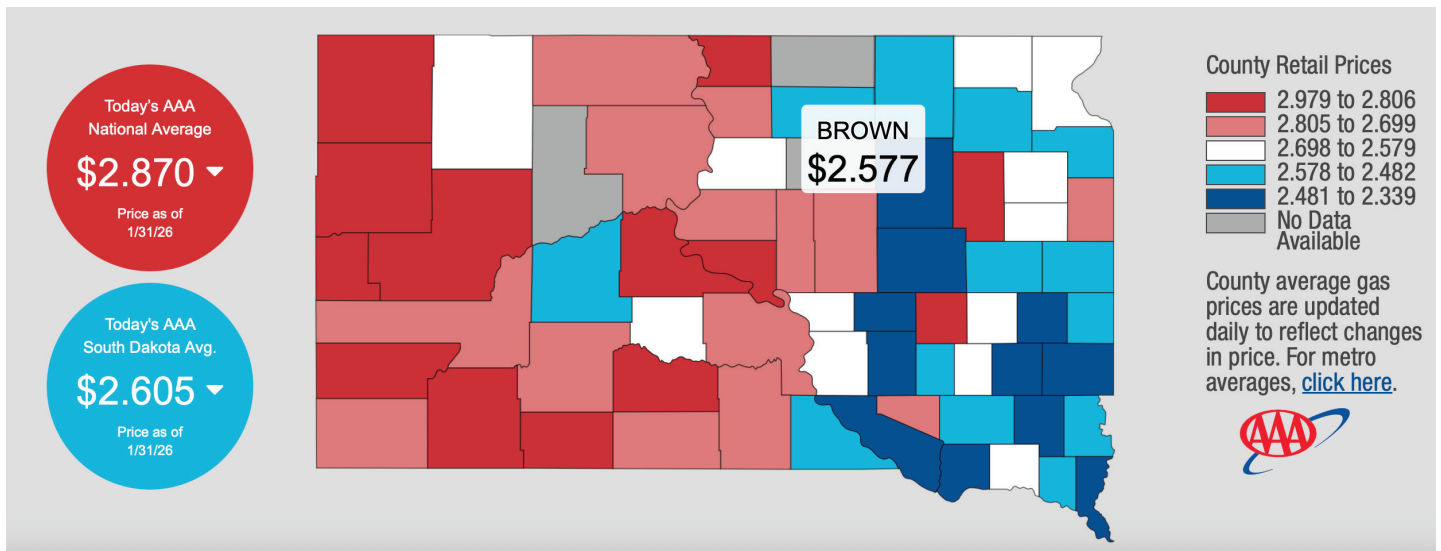 Today's AAA
National Average
$2.870
Price as of
1/31/26
Today's AAA
South Dakota Avg.
$2.605
Price as of
1/31/26
BROWN
$2.577
County Retail Prices
2.979 to 2.806
2.805 to 2.699
2.698 to 2.579
2.578 to 2.482
2.481 to 2.339
No Data
Available
County average gas
prices are updated
daily to reflect changes
in price. For metro
averages, click here.
AAA